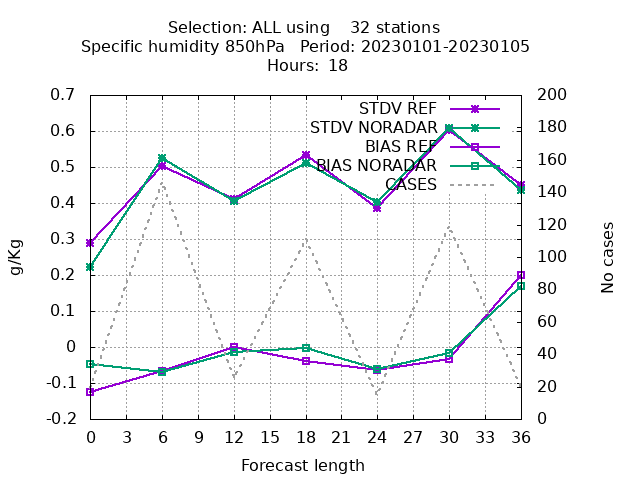 Selection: ALL using    32 stations
Specific humidity 850hPa   Period: 20230101-20230105
Hours: 18
STDV REF
STDV NORADAR
BIAS REF
BIAS NORADAR
CASES
0.7
0.6
0.5
0.4
0.3
0.2
0.1
0
-0.1
-0.2
g/Kg
200
180
160
140
120
100
80
60
40
20
0
No cases
0 3 6 9 12 15 18 21 24 27 30 33 36
Forecast length